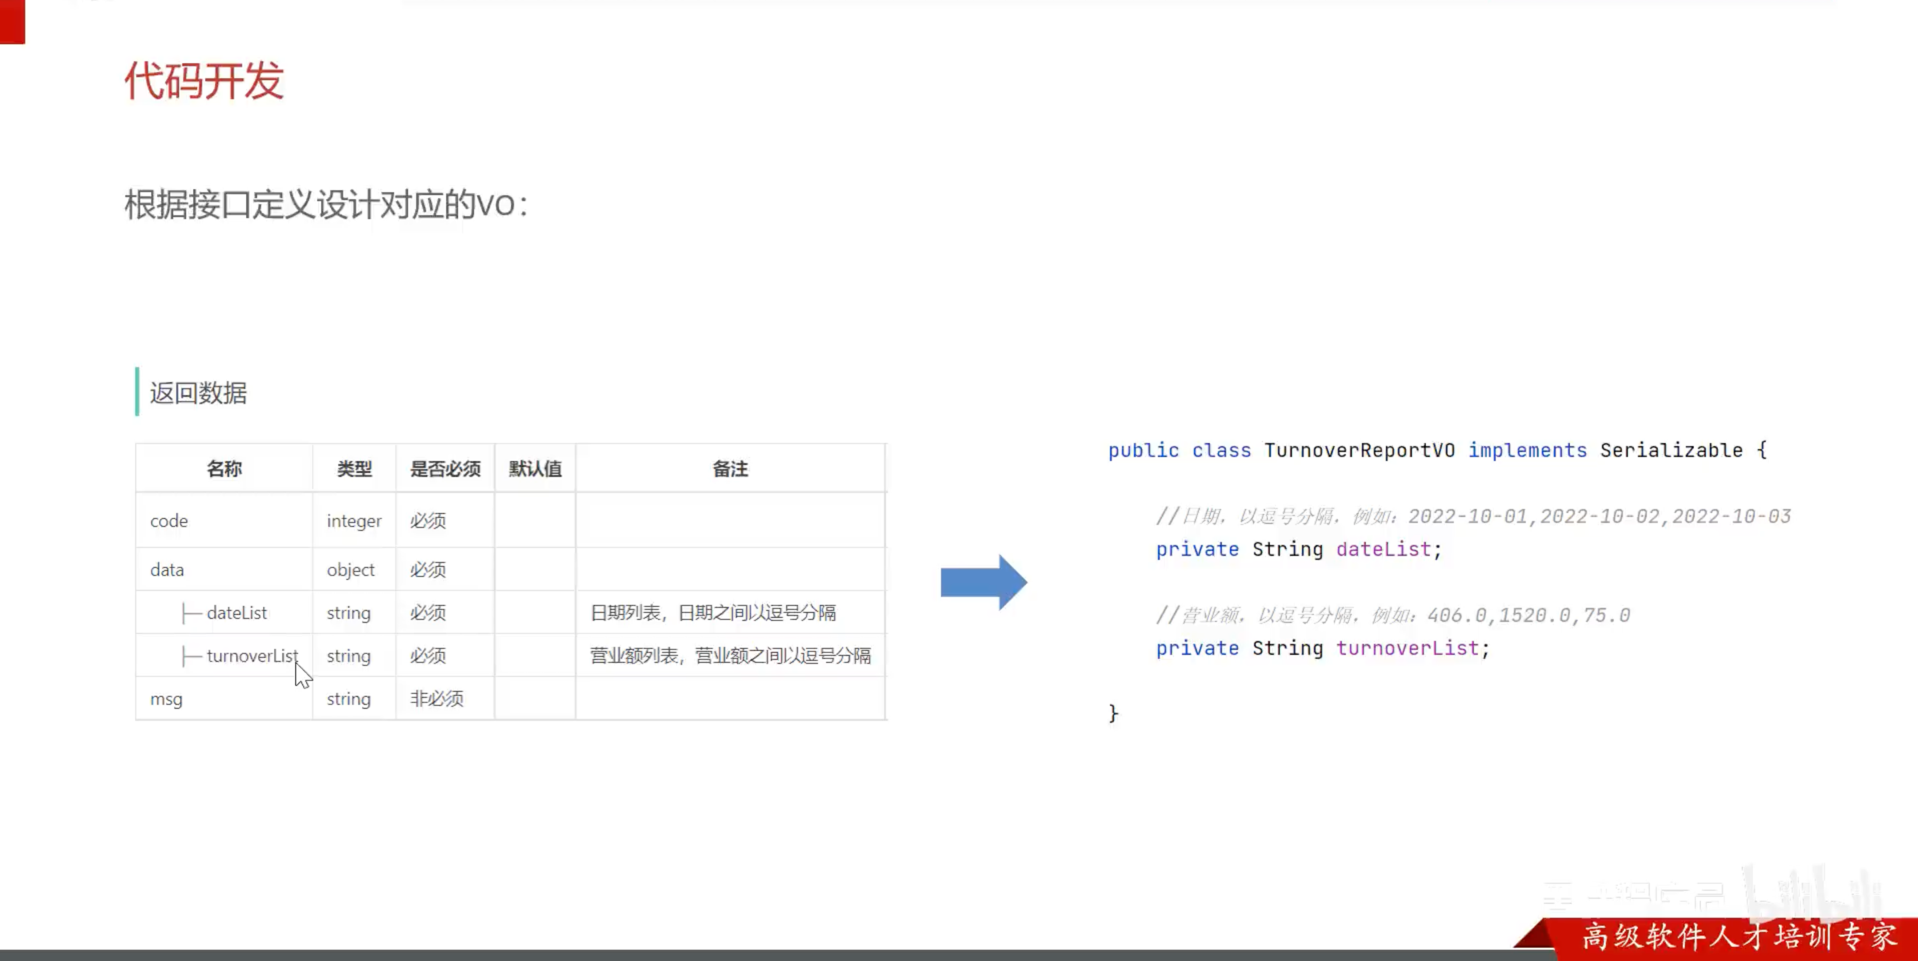 代码开发
根据接口定义设计对应的VO：
返回数据
名称 类型 是否必须 默认值 备注
code integer 必须
data object 必须
├─ dateList string 必须 日期列表，日期之间以逗号分隔
├─ turnoverList string 必须 营业额列表，营业额之间以逗号分隔
msg string 非必须
public class TurnoverReportVO implements Serializable {
//日期，以逗号分隔，例如：2022-10-01,2022-10-02,2022-10-03
private String dateList;
//营业额，以逗号分隔，例如：406.0,1520.0,75.0
private String turnoverList;
}
bilibili
高级软件人才培训专家